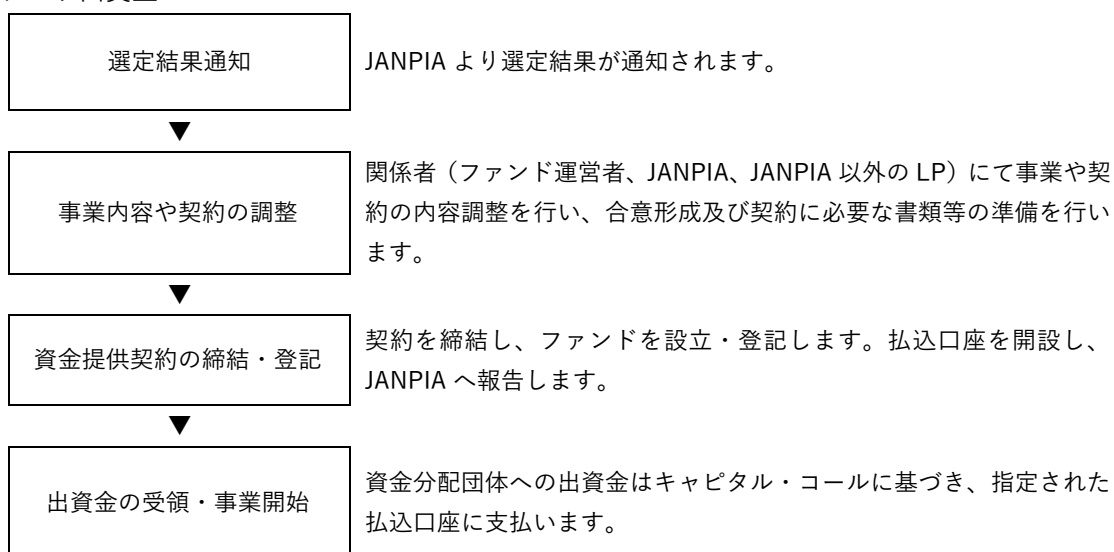 選定結果通知
JANPIA より選定結果が通知されます。
▼
事業内容や契約の調整
関係者（ファンド運営者、JANPIA、JANPIA 以外の LP）にて事業や契
約の内容調整を行い、合意形成及び契約に必要な書類等の準備を行い
ます。
▼
資金提供契約の締結・登記
契約を締結し、ファンドを設立・登記します。払込口座を開設し、
JANPIA へ報告します。
▼
出資金の受領・事業開始
資金分配団体への出資金はキャピタル・コールに基づき、指定された
払込口座に支払います。